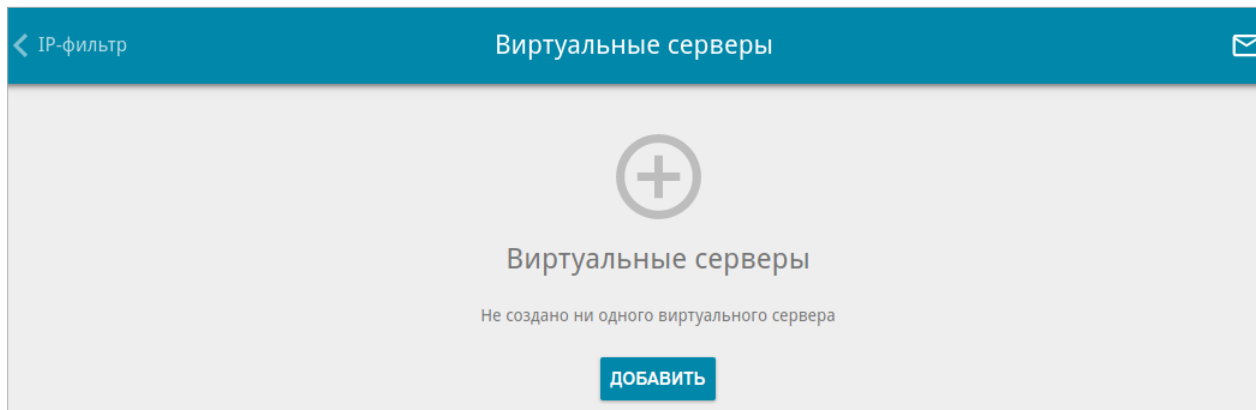 IP-фильтр
Виртуальные серверы
Виртуальные серверы
Не создано ни одного виртуального сервера
ДОБАВИТЬ